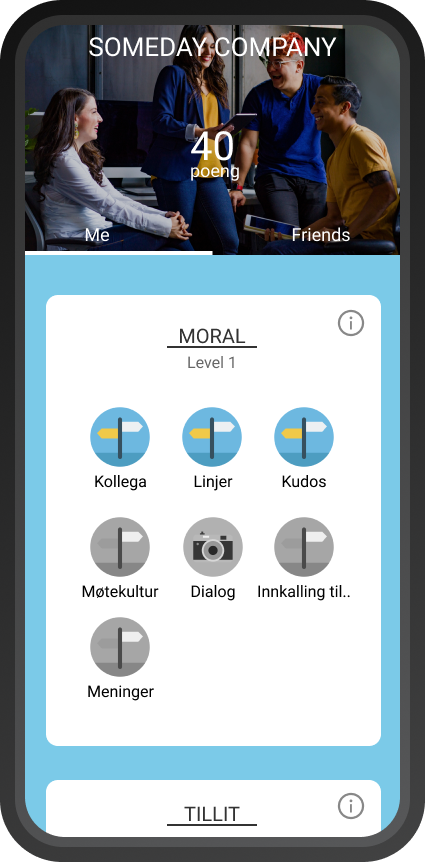 SOMEDAY COMPANY
40
poeng
Me Friends
MORAL
Level 1
Kollega Linjer Kudos
Møtekultur Dialog Innkalling til..
Meninger
TILLIT